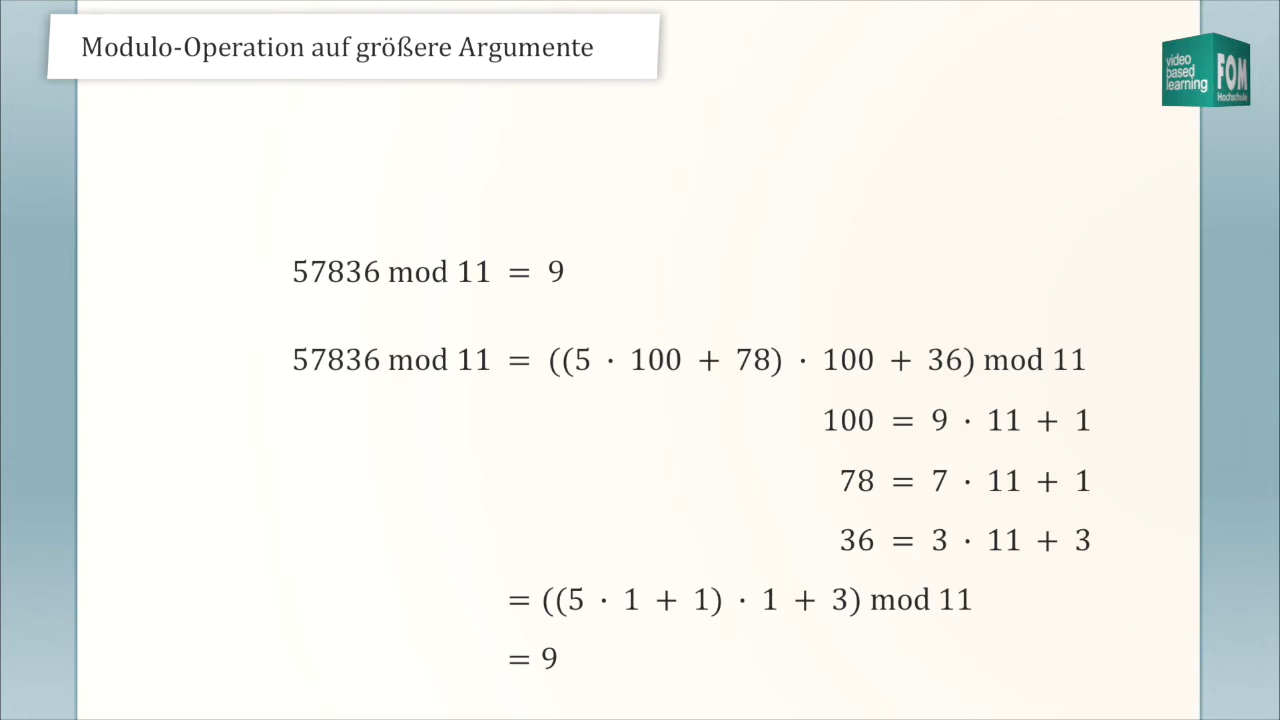 Modulo-Operation auf größere Argumente
video
based
learning
FOM
Hochschule
57836 mod 11 = 9
57836 mod 11 = ((5 · 100 + 78) · 100 + 36) mod 11
100 = 9 · 11 + 1
78 = 7 · 11 + 1
36 = 3 · 11 + 3
= ((5 · 1 + 1) · 1 + 3) mod 11
= 9